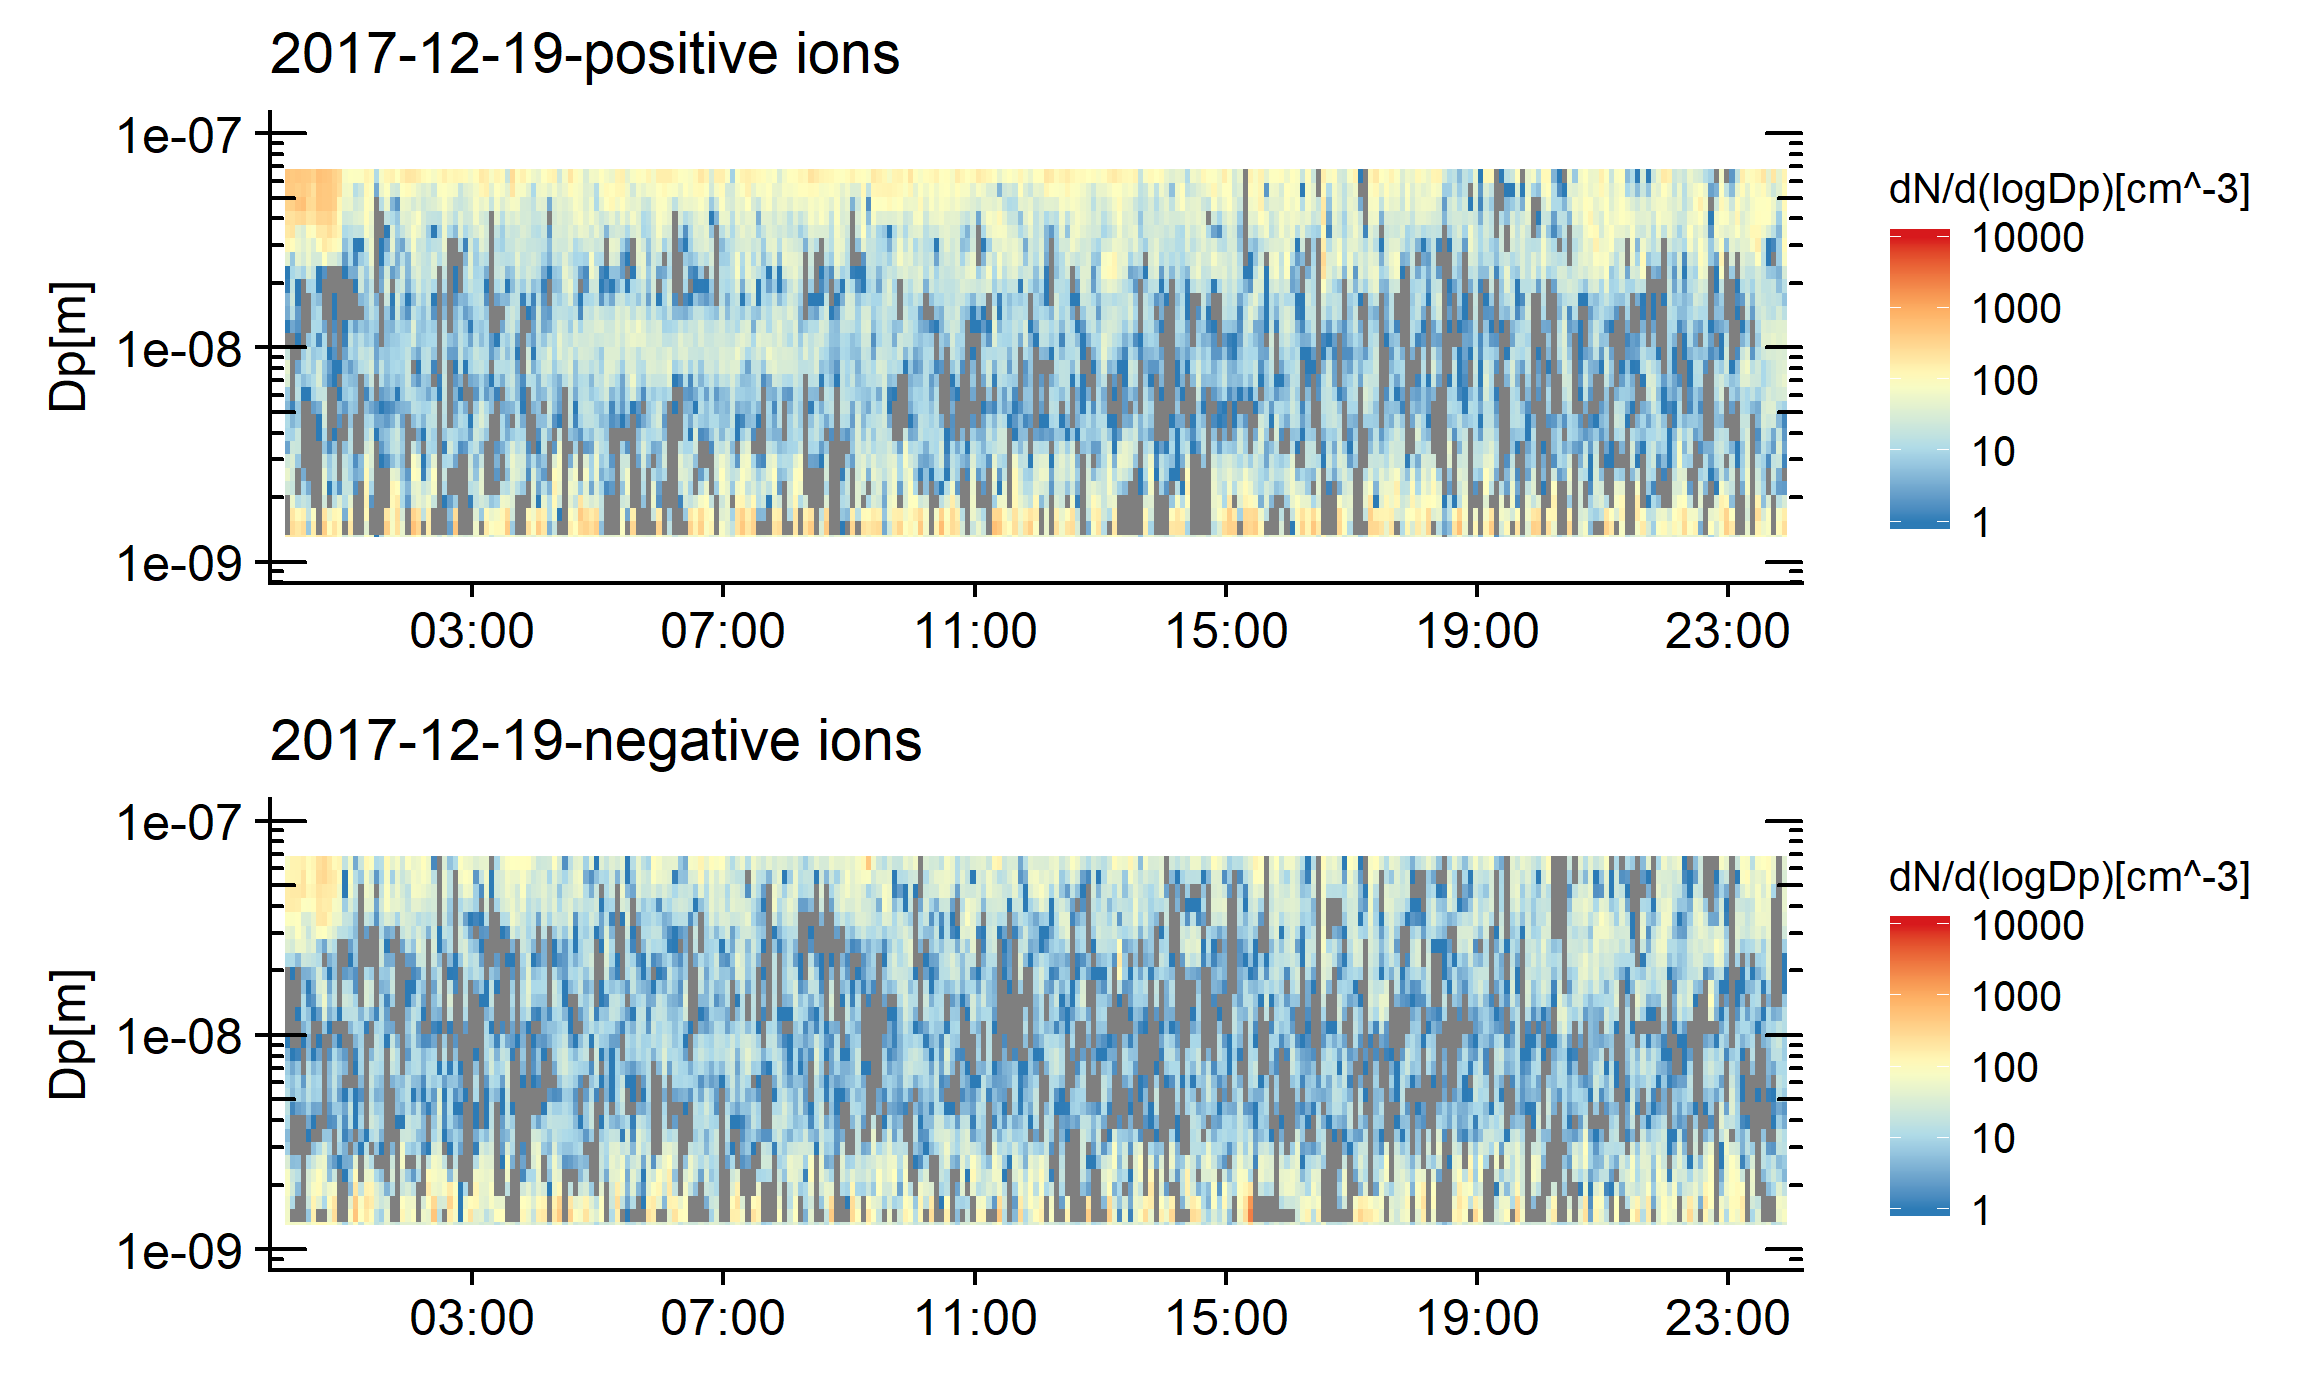 2017-12-19-positive ions
1e-07
1e-08
1e-09
Dp[m]
03:00 07:00 11:00 15:00 19:00 23:00
dN/d(logDp)[cm^-3]
10000
1000
100
10
1
2017-12-19-negative ions
1e-07
1e-08
1e-09
Dp[m]
03:00 07:00 11:00 15:00 19:00 23:00
dN/d(logDp)[cm^-3]
10000
1000
100
10
1